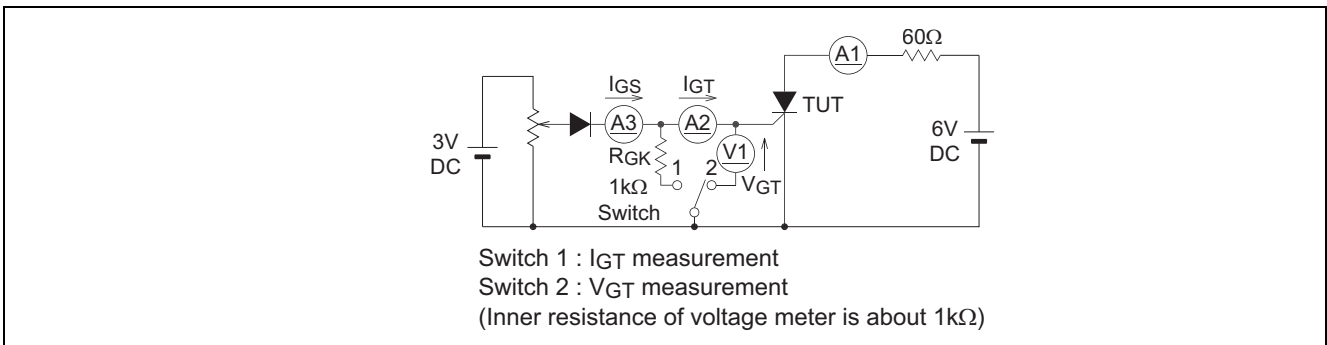 60Ω
A1
IGS
IGT
TUT
3V
DC
A3
A2
6V
DC
RGK
1kΩ
1
2
V1
VGT
Switch
Switch 1 : IGT measurement
Switch 2 : VGT measurement
(Inner resistance of voltage meter is about 1kΩ)